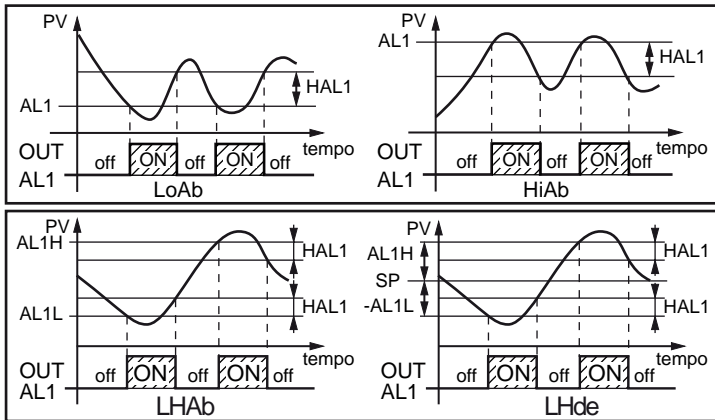 PV
HAL1
AL1
tempo
OUT
AL1
off ON off ON off
LoAb
PV
AL1
HAL1
tempo
OUT
AL1
off ON off ON off
HiAb
PV
AL1H
HAL1
HAL1
AL1L
tempo
OUT
AL1
off ON off ON off
LHAb
PV
AL1H
HAL1
SP
-AL1L
HAL1
tempo
OUT
AL1
off ON off ON off
LHde